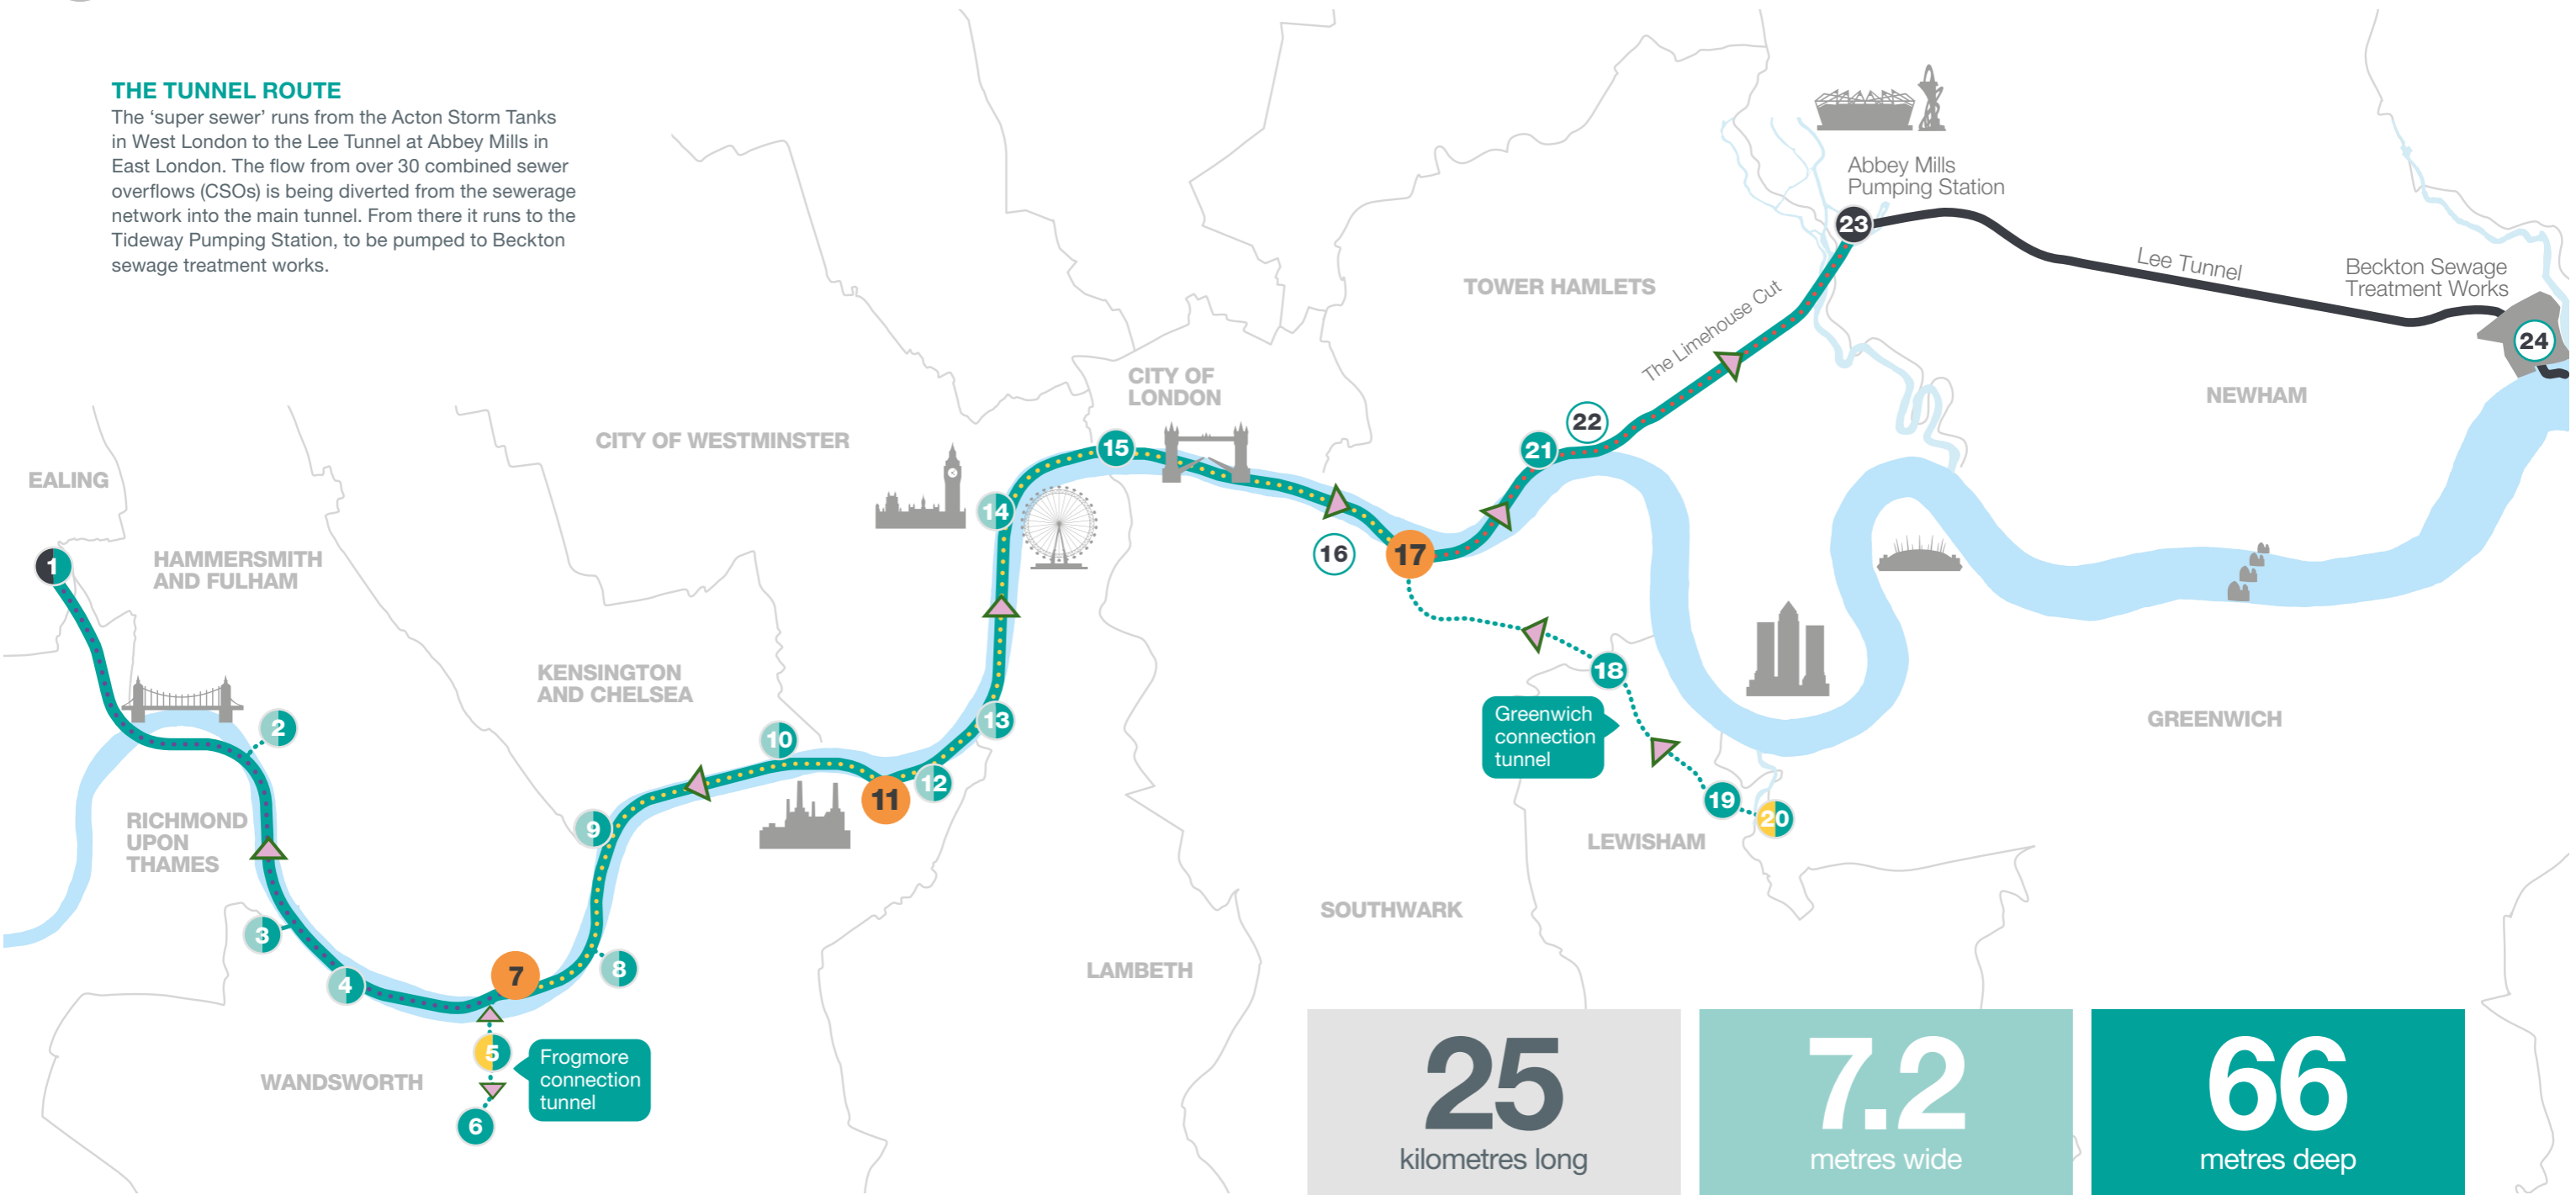 THE TUNNEL ROUTE
The ‘super sewer’ runs from the Acton Storm Tanks
in West London to the Lee Tunnel at Abbey Mills in
East London. The flow from over 30 combined sewer
overflows (CSOs) is being diverted from the sewerage
network into the main tunnel. From there it runs to the
Tideway Pumping Station, to be pumped to Beckton
sewage treatment works.
Abbey Mills
Pumping Station
23
Lee Tunnel
Beckton Sewage
Treatment Works
24
TOWER HAMLETS
The Limehouse Cut
NEWHAM
CITY OF
LONDON
CITY OF WESTMINSTER
22
21
15
14
16
17
EALING
1
HAMMERSMITH
AND FULHAM
KENSINGTON
AND CHELSEA
18
Greenwich
connection
tunnel
GREENWICH
2
10
13
12
11
19
20
9
RICHMOND
UPON
THAMES
LEWISHAM
SOUTHWARK
3
4
7
8
LAMBETH
5
Frogmore
connection
tunnel
WANDSWORTH
6
25
kilometres long
7.2
metres wide
66
metres deep